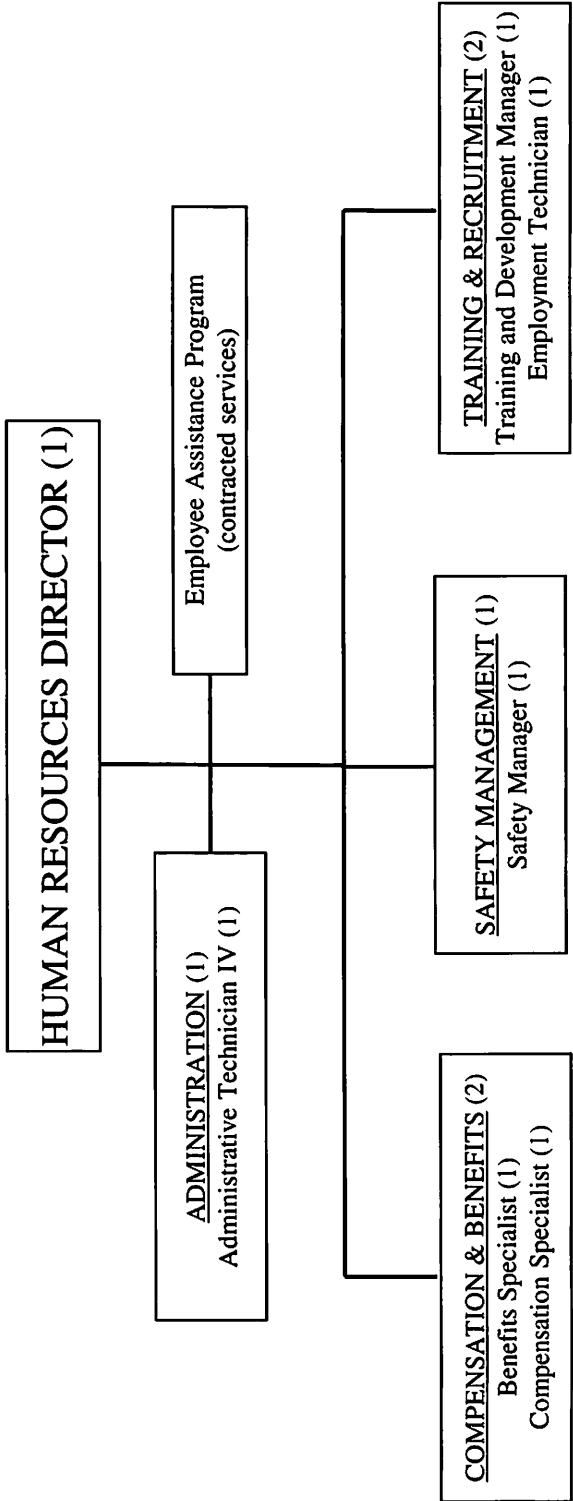 HUMAN RESOURCES DIRECTOR (1)
ADMINISTRATION (1)
Administrative Technician IV (1)
Employee Assistance Program
(contracted services)
COMPENSATION & BENEFITS (2)
Benefits Specialist (1)
Compensation Specialist (1)
SAFETY MANAGEMENT (1)
Safety Manager (1)
TRAINING & RECRUITMENT (2)
Training and Development Manager (1)
Employment Technician (1)